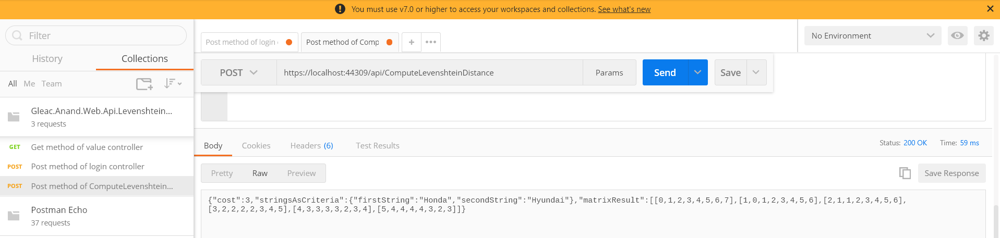 You must use v7.0 or higher to access your workspaces and collections. See what's new
Filter
History Collections
All Me Team
Gleac.Anand.Web.Api.Levenshtein...
3 requests
GET Get method of value controller
POST Post method of login controller
POST Post method of ComputeLevenshtein...
Postman Echo
37 requests
Post method of login Post method of Comp + ••• No Environment
POST https://localhost:44309/api/ComputeLevenshteinDistance Params Send Save
Body Cookies Headers (6) Test Results Status: 200 OK Time: 59 ms
Pretty Raw Preview Save Response
{"cost":3,"stringsAsCriteria":{"firstString":"Honda","secondString":"Hyundai"},"matrixResult":[[0,1,2,3,4,5,6,7],[1,0,1,2,3,4,5,6],[2,1,1,2,3,4,5,6],
[3,2,2,2,2,3,4,5],[4,3,3,3,3,2,3,4],[5,4,4,4,4,3,2,3]]}